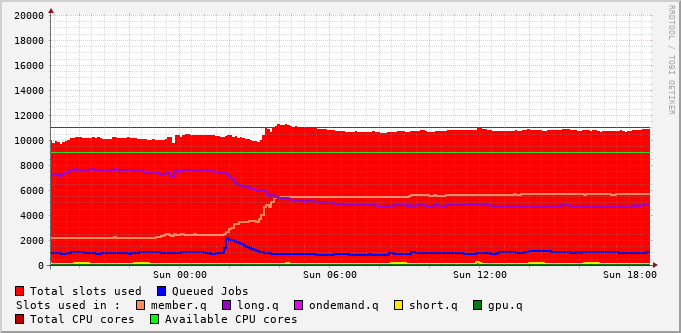 RRDTOOL / TOBI OETIKER
20000
18000
16000
14000
12000
10000
8000
6000
4000
2000
0
Sun 00:00 Sun 06:00 Sun 12:00 Sun 18:00
Total slots used Queued Jobs
Slots used in : member.q long.q ondemand.q short.q gpu.q
Total CPU cores Available CPU cores